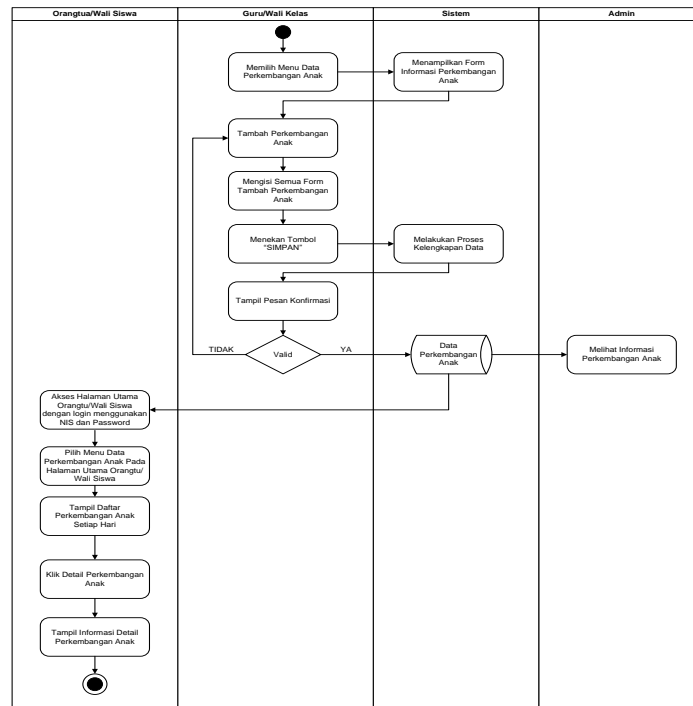 Orangtua/Wali Siswa
Guru/Wali Kelas
Sistem
Admin
Memilih Menu Data
Perkembangan Anak
Menampilkan Form
Informasi Perkembangan
Anak
Tambah Perkembangan
Anak
Mengisi Semua Form
Tambah Perkembangan
Anak
Menekan Tombol
"SIMPAN"
Melakukan Proses
Kelengkapan Data
Tampil Pesan Konfirmasi
TIDAK
Valid
YA
Data
Perkembangan
Anak
Melihat Informasi
Perkembangan Anak
Akses Halaman Utama
Orangtu/Wali Siswa
dengan login menggunakan
NIS dan Password
Pilih Menu Data
Perkembangan Anak Pada
Halaman Utama Orangtu/
Wali Siswa
Tampil Daftar
Perkembangan Anak
Setiap Hari
Klik Detail Perkembangan
Anak
Tampil Informasi Detail
Perkembangan Anak